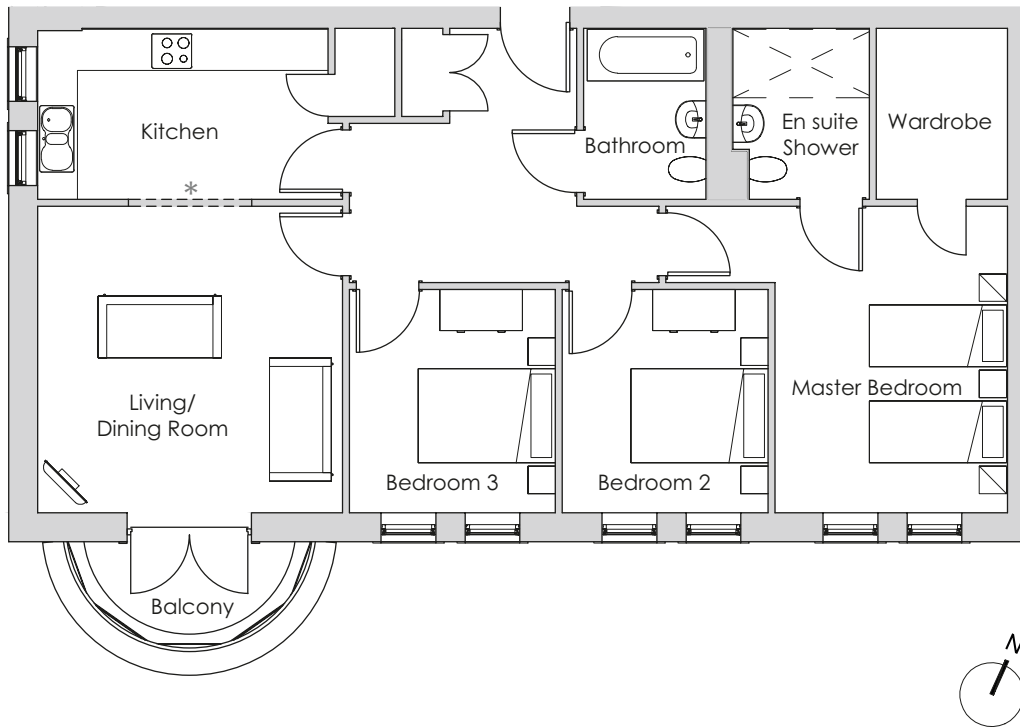 Kitchen
*
Bathroom
En suite
Shower
Wardrobe
Living/
Dining Room
Bedroom 3
Bedroom 2
Master Bedroom
Balcony
N